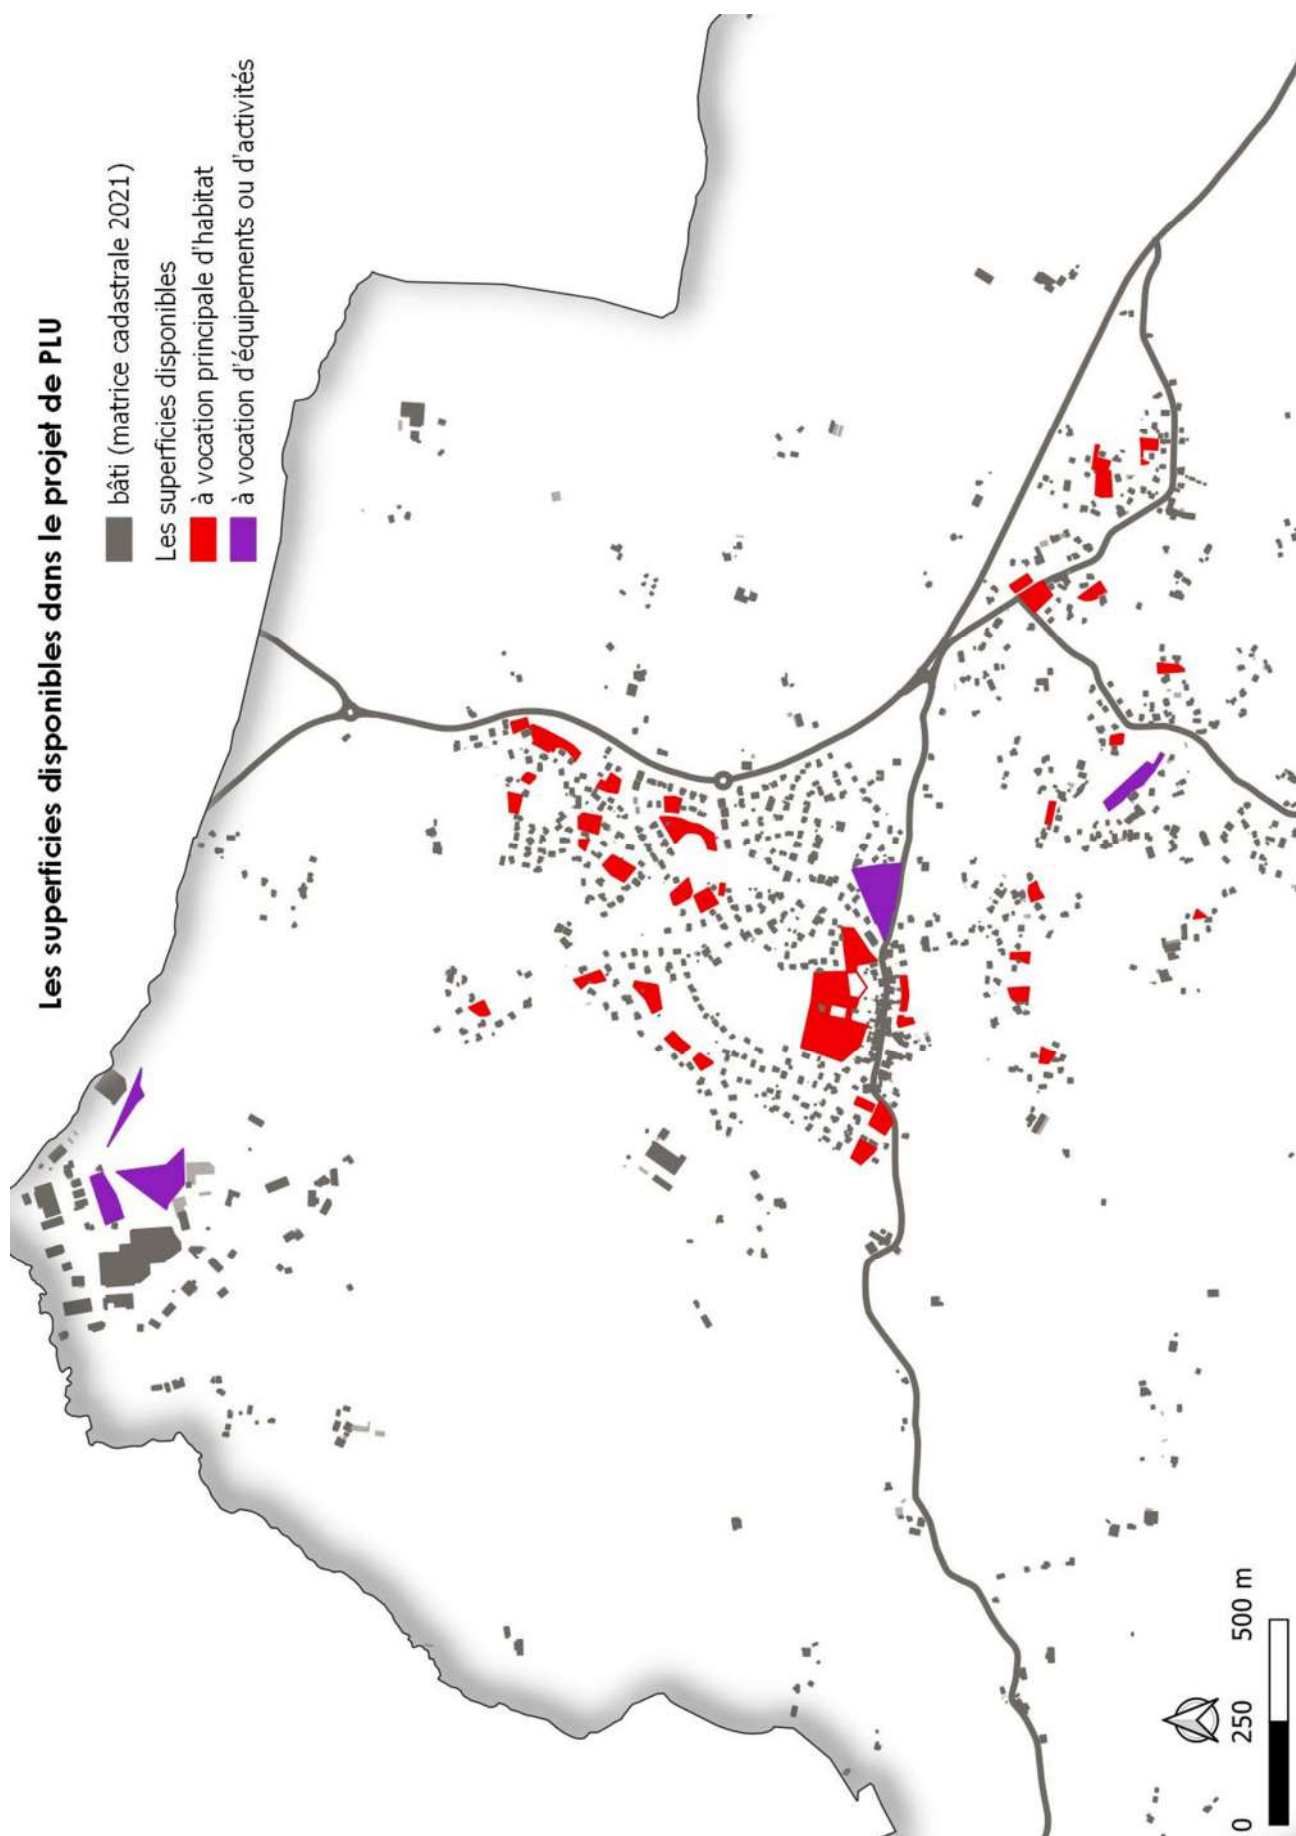 Les superficies disponibles dans le projet de PLU
bâti (matrice cadastrale 2021)
Les superficies disponibles
à vocation principale d'habitat
à vocation d'équipements ou d'activités
0 250 500 m